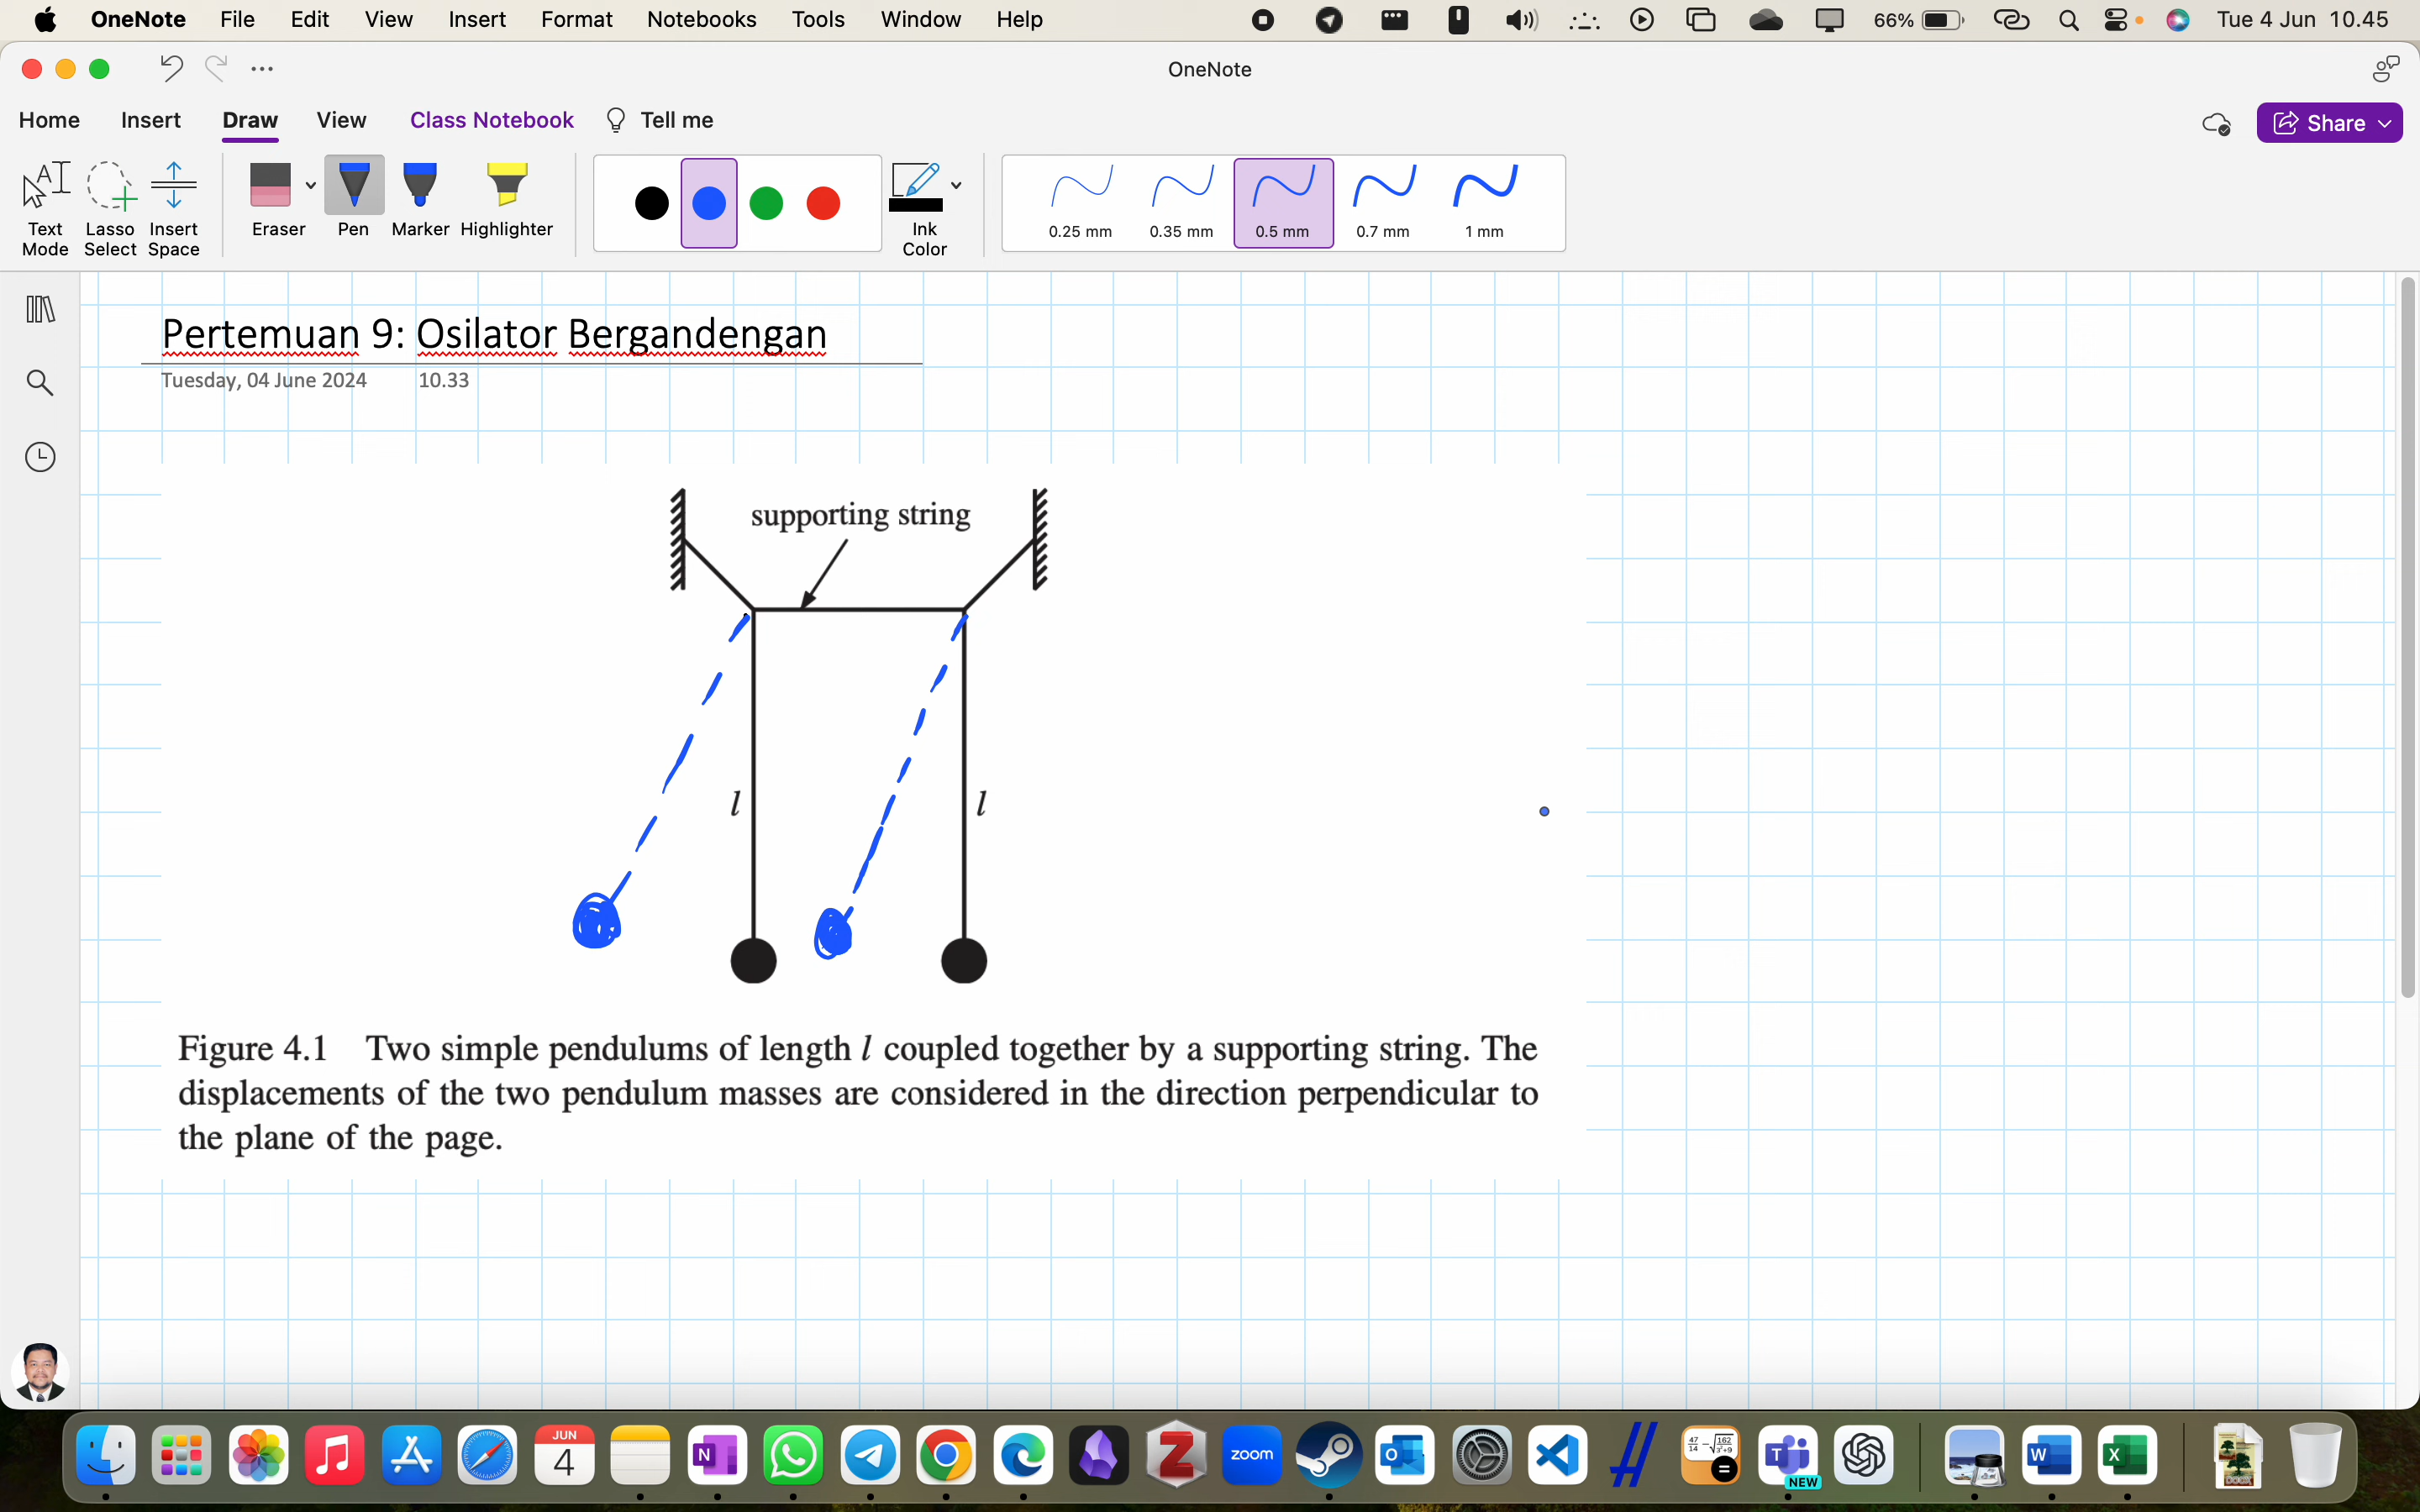 OneNote File Edit View Insert Format Notebooks Tools Window Help 66% Tue 4 Jun 10.45
OneNote
Home Insert Draw View Class Notebook Tell me Share
Text Mode
Lasso Select
Insert Space
Eraser Pen Marker Highlighter
Ink Color
0.25 mm 0.35 mm 0.5 mm 0.7 mm 1 mm
Pertemuan 9: Osilator Bergandengan
Tuesday, 04 June 2024 10.33
supporting string
l l
Figure 4.1 Two simple pendulums of length l coupled together by a supporting string. The
displacements of the two pendulum masses are considered in the direction perpendicular to
the plane of the page.
JUN
4
N
zoom
O
T
NEW
W
X